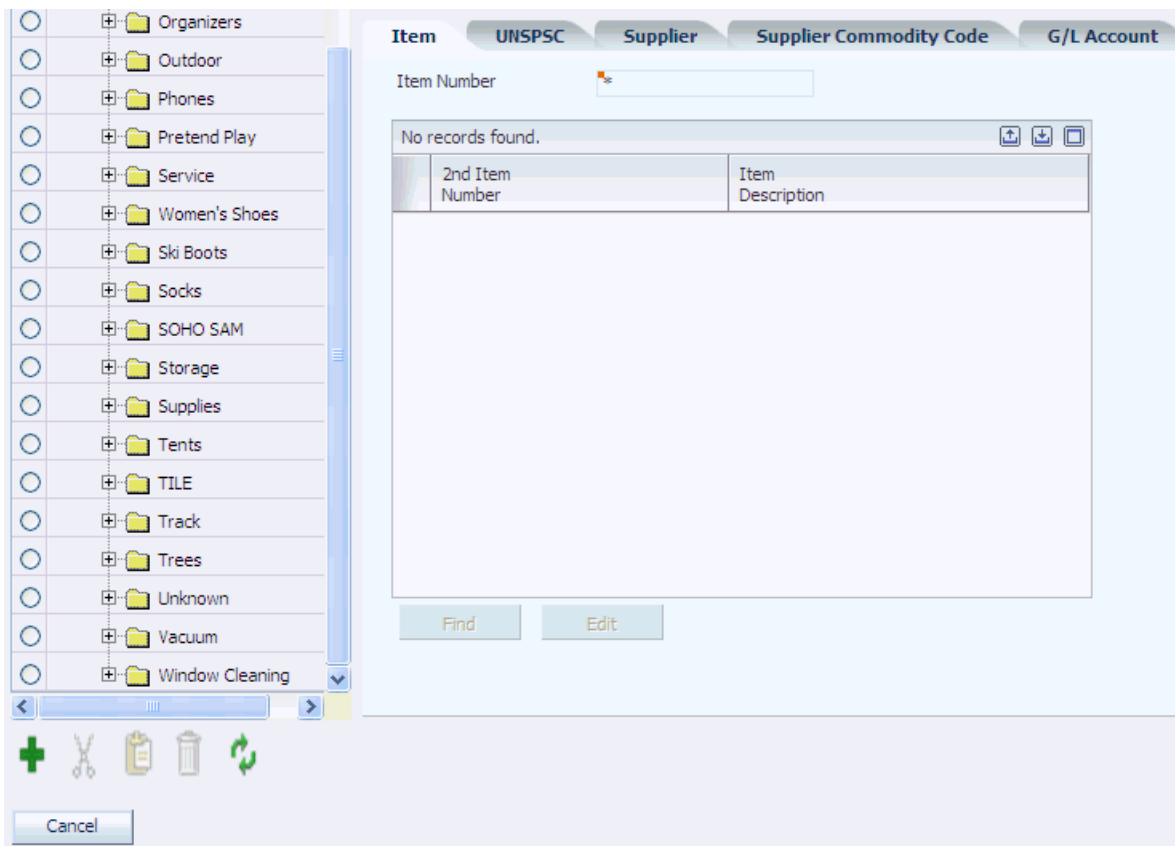 Organizers
Outdoor
Phones
Pretend Play
Service
Women's Shoes
Ski Boots
Socks
SOHO SAM
Storage
Supplies
Tents
TILE
Track
Trees
Unknown
Vacuum
Window Cleaning
Cancel
Item UNSPSC Supplier Supplier Commodity Code G/L Account
Item Number *
No records found.
2nd Item
Number
Item
Description
Find Edit